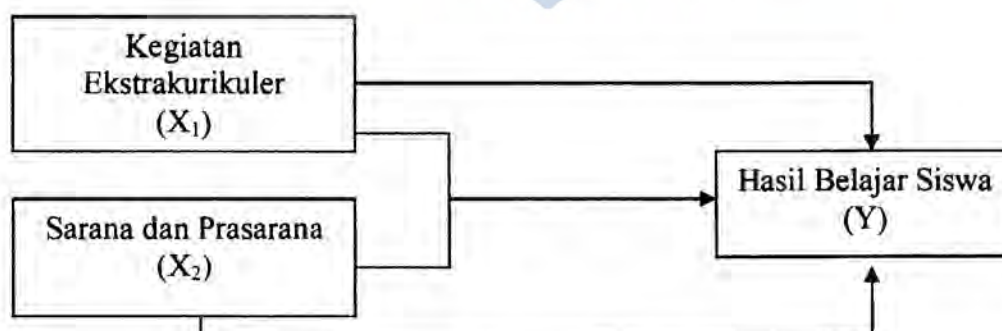 Kegiatan
Ekstrakurikuler
(X₁)
Sarana dan Prasarana
(X₂)
Hasil Belajar Siswa
(Y)